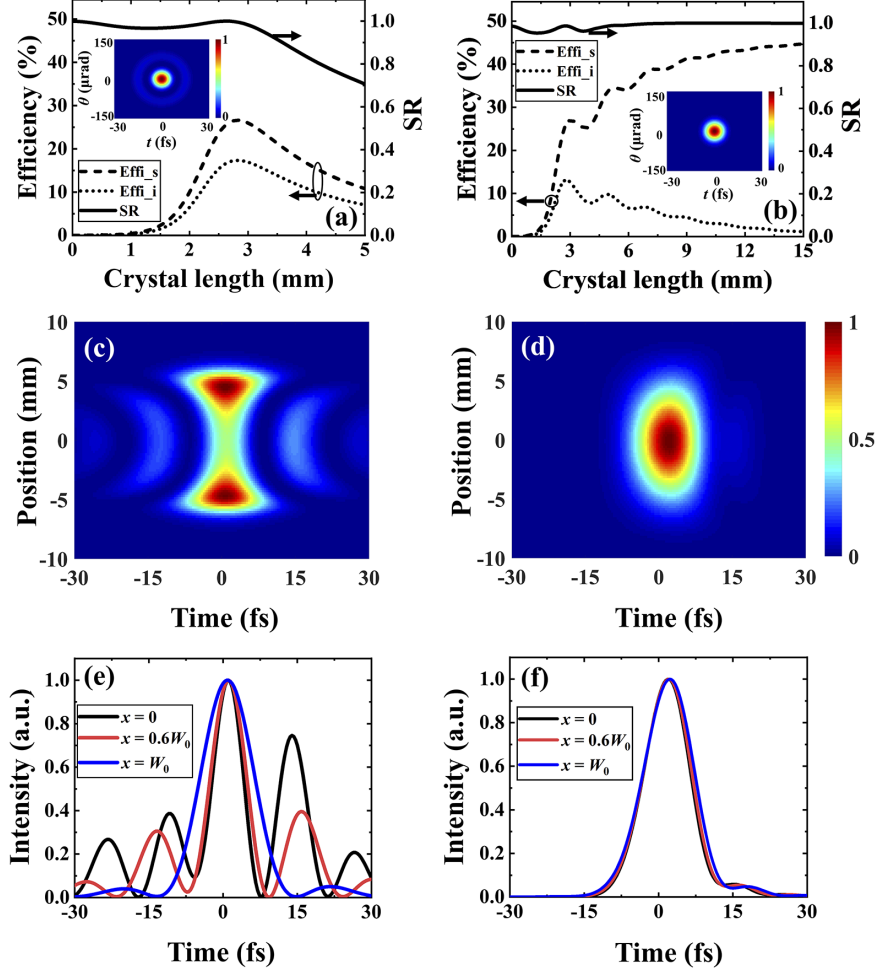 50
40
30
20
10
0
Efficiency (%)
150
0
-150
θ (μrad)
-30
0
30
t (fs)
1
0
Effi_s
Effi_i
SR
(a)
1.0
0.8
0.6
0.4
0.2
0.0
SR
0
1
2
3
4
5
Crystal length (mm)
50
40
30
20
10
0
Efficiency (%)
Effi_s
Effi_i
SR
150
0
-150
θ (μrad)
-30
0
30
t (fs)
1
0
(b)
1.0
0.8
0.6
0.4
0.2
0.0
SR
0
3
6
9
12
15
Crystal length (mm)
10
5
0
-5
-10
Position (mm)
(c)
-30
-15
0
15
30
Time (fs)
10
5
0
-5
-10
Position (mm)
(d)
-30
-15
0
15
30
Time (fs)
1
0.5
0
1.0
0.8
0.6
0.4
0.2
0.0
Intensity (a.u.)
(e)
x = 0
x = 0.6W₀
x = W₀
-30
-15
0
15
30
Time (fs)
1.0
0.8
0.6
0.4
0.2
0.0
Intensity (a.u.)
(f)
x = 0
x = 0.6W₀
x = W₀
-30
-15
0
15
30
Time (fs)